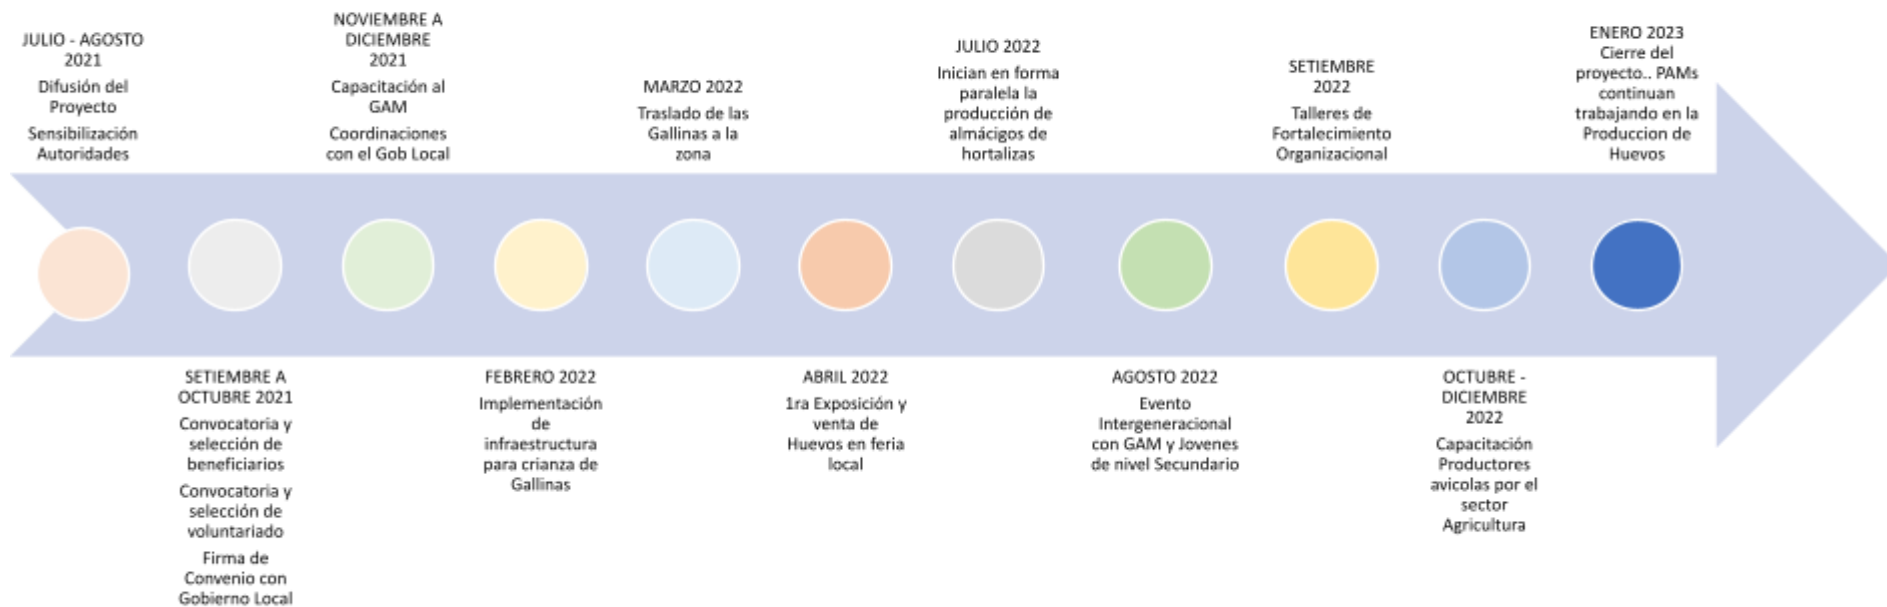 JULIO - AGOSTO
2021
Difusión del
Proyecto
Sensibilización
Autoridades
SETIEMBRE A
OCTUBRE 2021
Convocatoria y
selección de
beneficiarios
Convocatoria y
selección de
voluntariado
Firma de
Convenio con
Gobierno Local
NOVIEMBRE A
DICIEMBRE
2021
Capacitación al
GAM
Coordinaciones
con el Gob Local
FEBRERO 2022
Implementación
de
infraestructura
para crianza de
Gallinas
MARZO 2022
Traslado de las
Gallinas a la
zona
ABRIL 2022
1ra Exposición y
venta de
Huevos en feria
local
JULIO 2022
Inician en forma
paralela la
producción de
almácigos de
hortalizas
AGOSTO 2022
Evento
Intergeneracional
con GAM y Jovenes
de nivel Secundario
SETIEMBRE
2022
Talleres de
Fortalecimiento
Organizacional
OCTUBRE -
DICIEMBRE
2022
Capacitación
Productores
avicolas por el
sector
Agricultura
ENERO 2023
Cierre del
proyecto.. PAMs
continuan
trabajando en la
Produccion de
Huevos